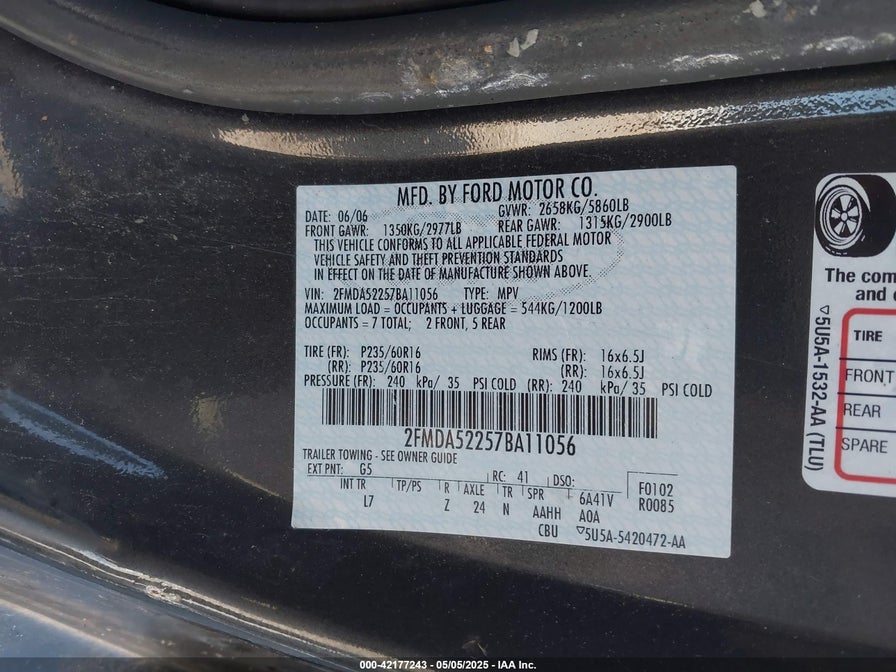 MFD. BY FORD MOTOR CO.
DATE: 06/06 GVWR: 2658KG/5860LB
FRONT GAWR: 1350KG/2977LB REAR GAWR: 1315KG/2900LB
THIS VEHICLE CONFORMS TO ALL APPLICABLE FEDERAL MOTOR
VEHICLE SAFETY AND THEFT PREVENTION STANDARDS
IN EFFECT ON THE DATE OF MANUFACTURE SHOWN ABOVE.
VIN: 2FMDA52257BA11056 TYPE: MPV
MAXIMUM LOAD = OCCUPANTS + LUGGAGE = 544KG/1200LB
OCCUPANTS = 7 TOTAL; 2 FRONT, 5 REAR
TIRE (FR): P235/60R16 RIMS (FR): 16x6.5J
(RR): P235/60R16 (RR): 16x6.5J
PRESSURE (FR): 240 kPa/ 35 PSI COLD (RR): 240 kPa/ 35 PSI COLD
2FMDA52257BA11056
TRAILER TOWING - SEE OWNER GUIDE
EXT PNT: G5 RC: 41 DSO:
INT TR TP/PS R AXLE TR SPR 6A41V F0102
L7 Z 24 N AAHH A0A R0085
CBU ▽5U5A-5420472-AA
The com
and
▽5U5A-1532-AA (TLU)
TIRE
FRONT
REAR
SPARE
000-42177243 - 05/05/2025 - IAA Inc.